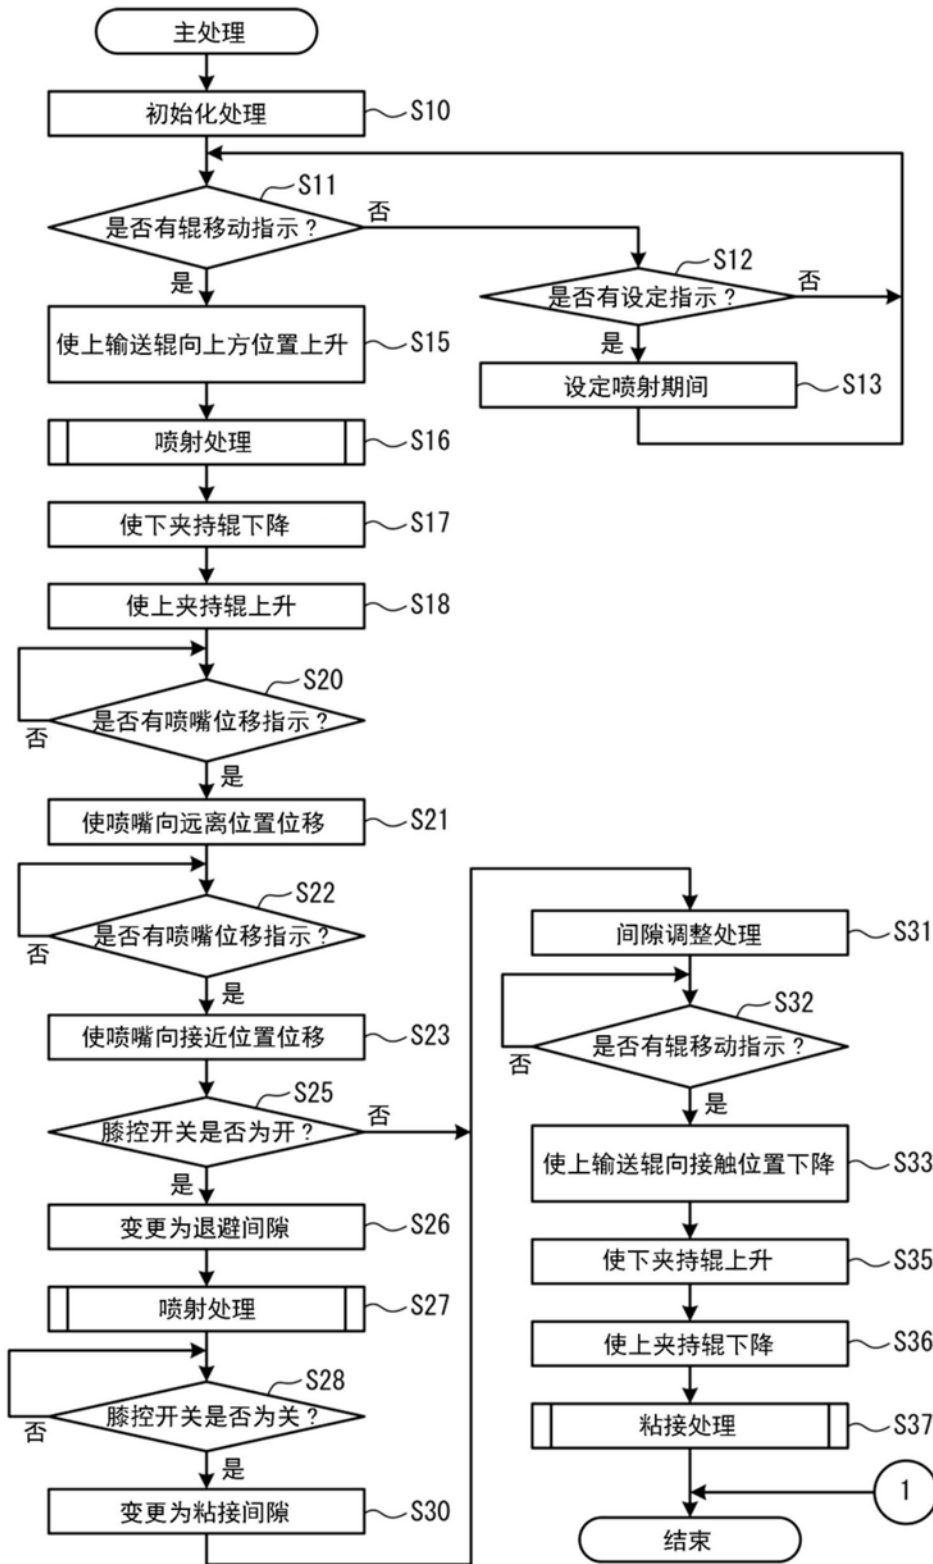 主处理
初始化处理
S10
S11
是否有辊移动指示？
否
是
S12
是否有设定指示？
否
是
设定喷射期间
S13
使上输送辊向上方位置上升
S15
喷射处理
S16
使下夹持辊下降
S17
使上夹持辊上升
S18
S20
是否有喷嘴位移指示？
否
是
使喷嘴向远离位置位移
S21
S22
是否有喷嘴位移指示？
否
是
使喷嘴向接近位置位移
S23
S25
膝控开关是否为开？
否
是
变更为退避间隙
S26
喷射处理
S27
S28
膝控开关是否为关？
否
是
变更为粘接间隙
S30
间隙调整处理
S31
S32
是否有辊移动指示？
否
是
使上输送辊向接触位置下降
S33
使下夹持辊上升
S35
使上夹持辊下降
S36
粘接处理
S37
1
结束